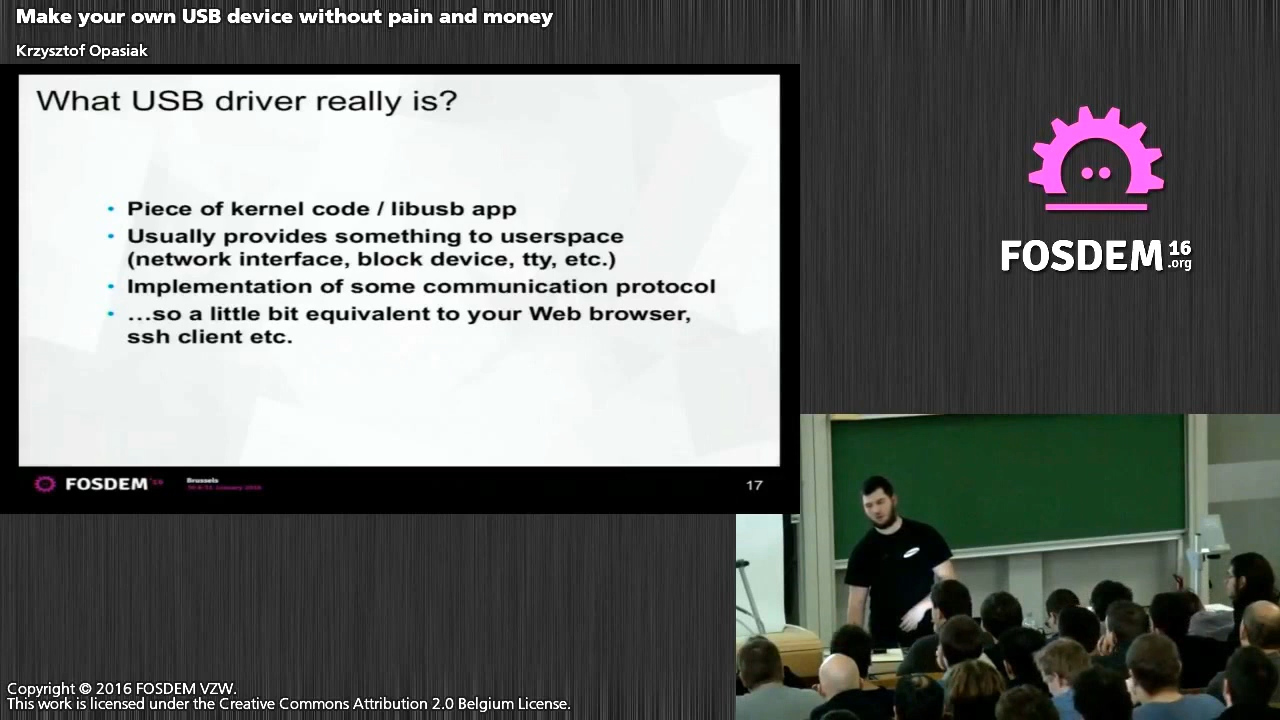 Make your own USB device without pain and money
Krzysztof Opasiak
What USB driver really is?
• Piece of kernel code / libusb app
• Usually provides something to userspace
(network interface, block device, tty, etc.)
• Implementation of some communication protocol
• …so a little bit equivalent to your Web browser,
ssh client etc.
FOSDEM'16
Brussels
17
FOSDEM 16
.org
Copyright © 2016 FOSDEM VZW.
This work is licensed under the Creative Commons Attribution 2.0 Belgium License.